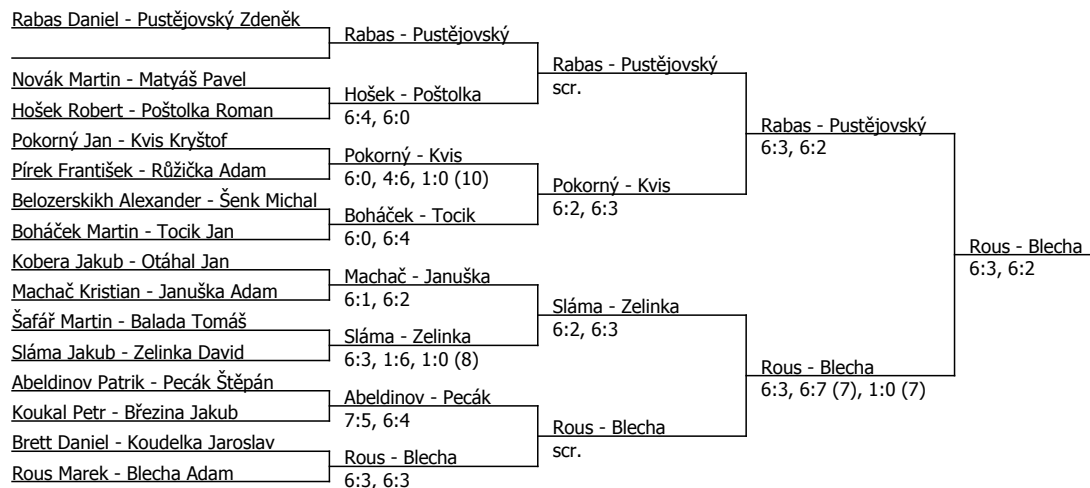 Rabas Daniel - Pustějovský Zdeněk
Novák Martin - Matyáš Pavel
Hošek Robert - Poštolka Roman
Pokorný Jan - Kvis Kryštof
Pírek František - Růžička Adam
Belozerskikh Alexander - Šenk Michal
Boháček Martin - Tocik Jan
Kobera Jakub - Otáhal Jan
Machač Kristian - Januška Adam
Šafář Martin - Balada Tomáš
Sláma Jakub - Zelinka David
Abeldinov Patrik - Pecák Štěpán
Koukal Petr - Březina Jakub
Brett Daniel - Koudelka Jaroslav
Rous Marek - Blecha Adam
Rabas - Pustějovský
Hošek - Poštolka
6:4, 6:0
Pokorný - Kvis
6:0, 4:6, 1:0 (10)
Boháček - Tocik
6:0, 6:4
Machač - Januška
6:1, 6:2
Sláma - Zelinka
6:3, 1:6, 1:0 (8)
Abeldinov - Pecák
7:5, 6:4
Rous - Blecha
6:3, 6:3
Rabas - Pustějovský
scr.
Pokorný - Kvis
6:2, 6:3
Sláma - Zelinka
6:2, 6:3
Rous - Blecha
scr.
Rabas - Pustějovský
6:3, 6:2
Rous - Blecha
6:3, 6:7 (7), 1:0 (7)
Rous - Blecha
6:3, 6:2